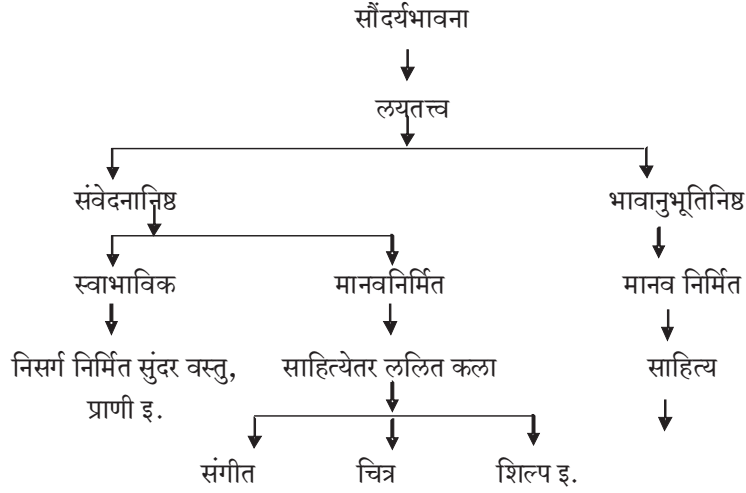 सौंदर्यभावना
लयतत्त्व
संवेदनानिष्ठ भावानुभूतिनिष्ठ
स्वाभाविक मानवनिर्मित मानव निर्मित
निसर्ग निर्मित सुंदर वस्तु, साहित्येतर ललित कला साहित्य
प्राणी इ.
संगीत चित्र शिल्प इ.